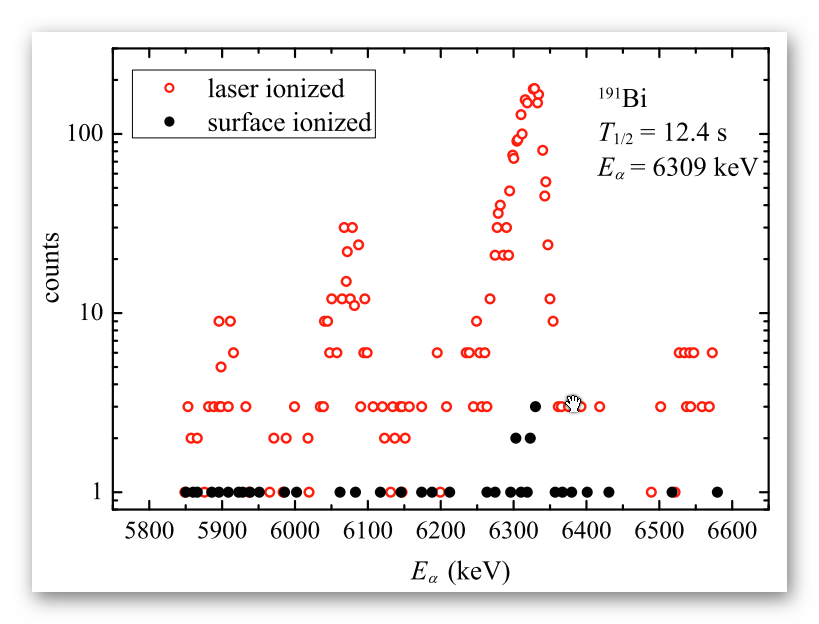 laser ionized
surface ionized
¹⁹¹Bi
T₁/₂ = 12.4 s
Eα = 6309 keV
100
10
1
counts
5800 5900 6000 6100 6200 6300 6400 6500 6600
Eα (keV)